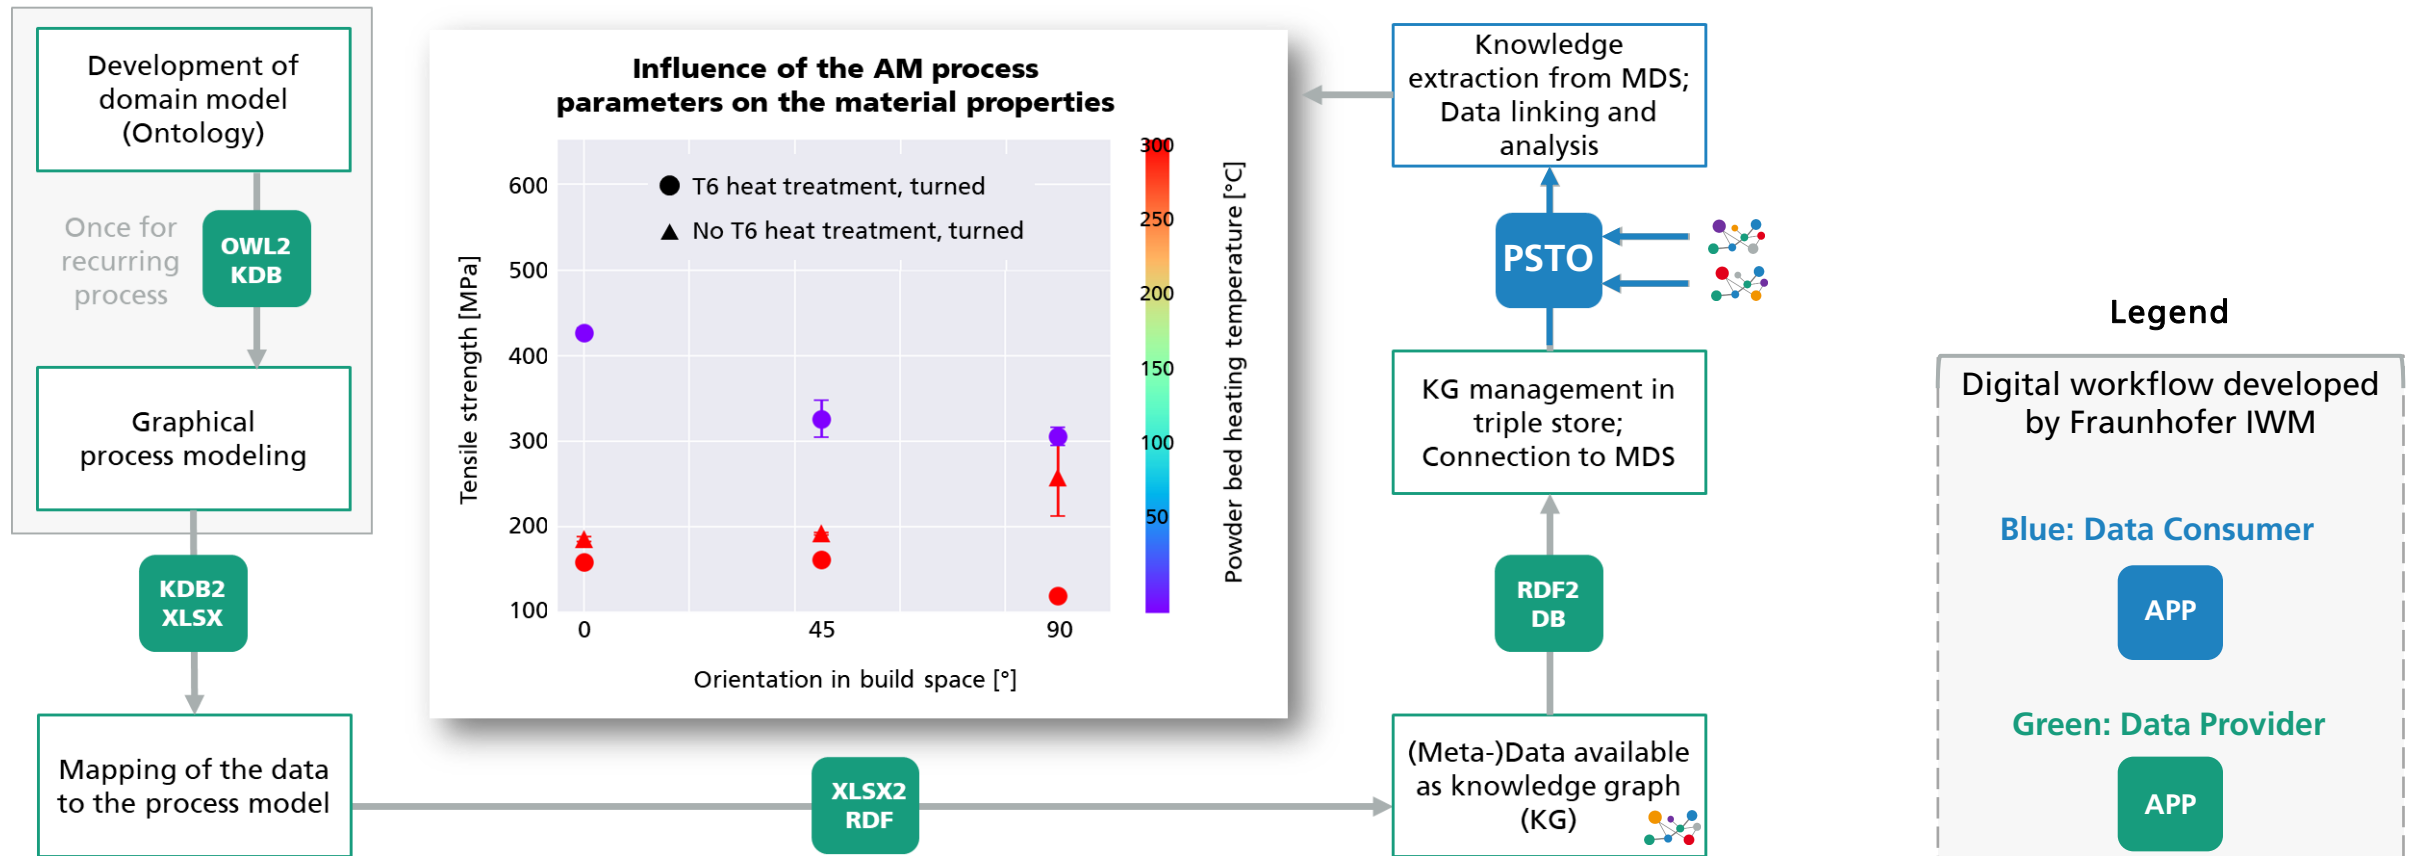 Development of
domain model
(Ontology)
Once for
recurring
process
OWL2
KDB
Graphical
process modeling
KDB2
XLSX
Mapping of the data
to the process model
XLSX2
RDF
Influence of the AM process
parameters on the material properties
T6 heat treatment, turned
No T6 heat treatment, turned
Tensile strength [MPa]
600
500
400
300
200
100
0
45
90
Orientation in build space [°]
300
250
200
150
100
50
Powder bed heating temperature [°C]
Knowledge
extraction from MDS;
Data linking and
analysis
PSTO
KG management in
triple store;
Connection to MDS
RDF2
DB
(Meta-)Data available
as knowledge graph
(KG)
Legend
Digital workflow developed
by Fraunhofer IWM
Blue: Data Consumer
APP
Green: Data Provider
APP